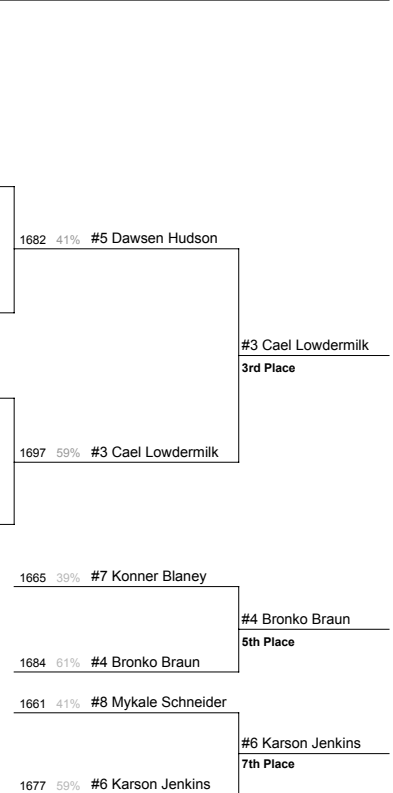 1682 41% #5 Dawsen Hudson
#3 Cael Lowdermilk
3rd Place
1697 59% #3 Cael Lowdermilk
1665 39% #7 Konner Blaney
#4 Bronko Braun
5th Place
1684 61% #4 Bronko Braun
1661 41% #8 Mykale Schneider
#6 Karson Jenkins
7th Place
1677 59% #6 Karson Jenkins